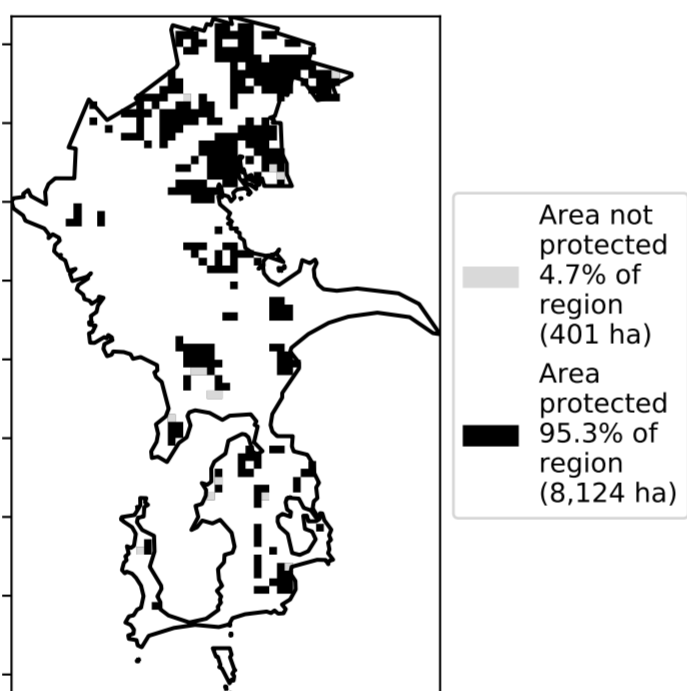 Area not
protected
4.7% of
region
(401 ha)
Area
protected
95.3% of
region
(8,124 ha)